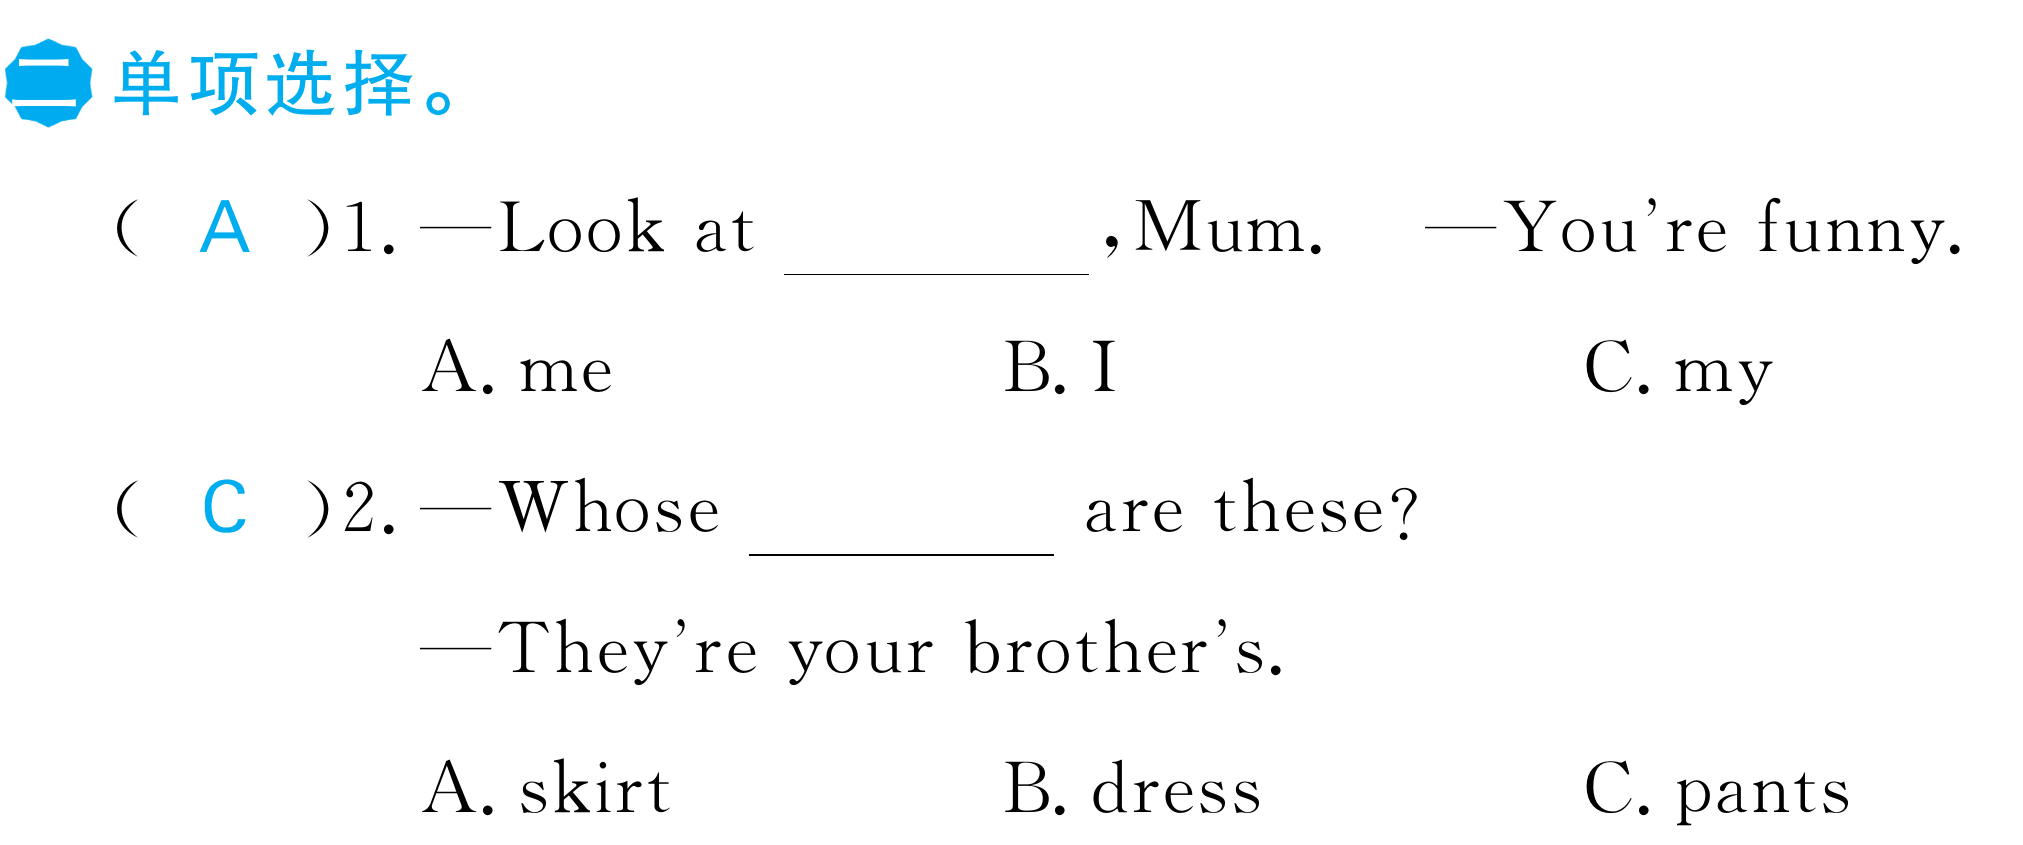 二 单项选择。
( A )1. —Look at ________ ,Mum. —You're funny.
A. me B. I C. my
( C )2. —Whose ________ are these?
—They're your brother's.
A. skirt B. dress C. pants